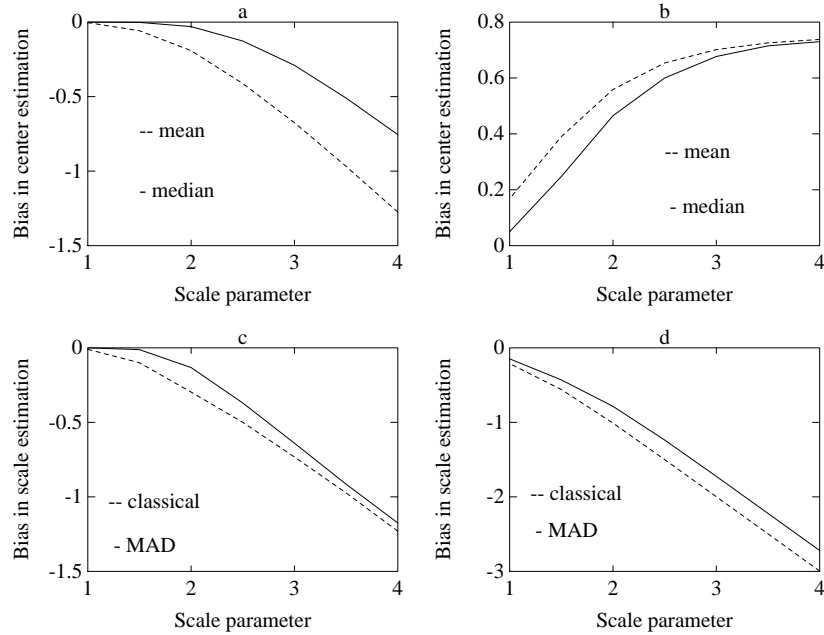 a
Bias in center estimation
0
-0.5
-1
-1.5
-- mean
- median
1 2 3 4
Scale parameter
b
Bias in center estimation
0.8
0.6
0.4
0.2
0
-- mean
- median
1 2 3 4
Scale parameter
c
Bias in scale estimation
0
-0.5
-1
-1.5
-- classical
- MAD
1 2 3 4
Scale parameter
d
Bias in scale estimation
0
-1
-2
-3
-- classical
- MAD
1 2 3 4
Scale parameter